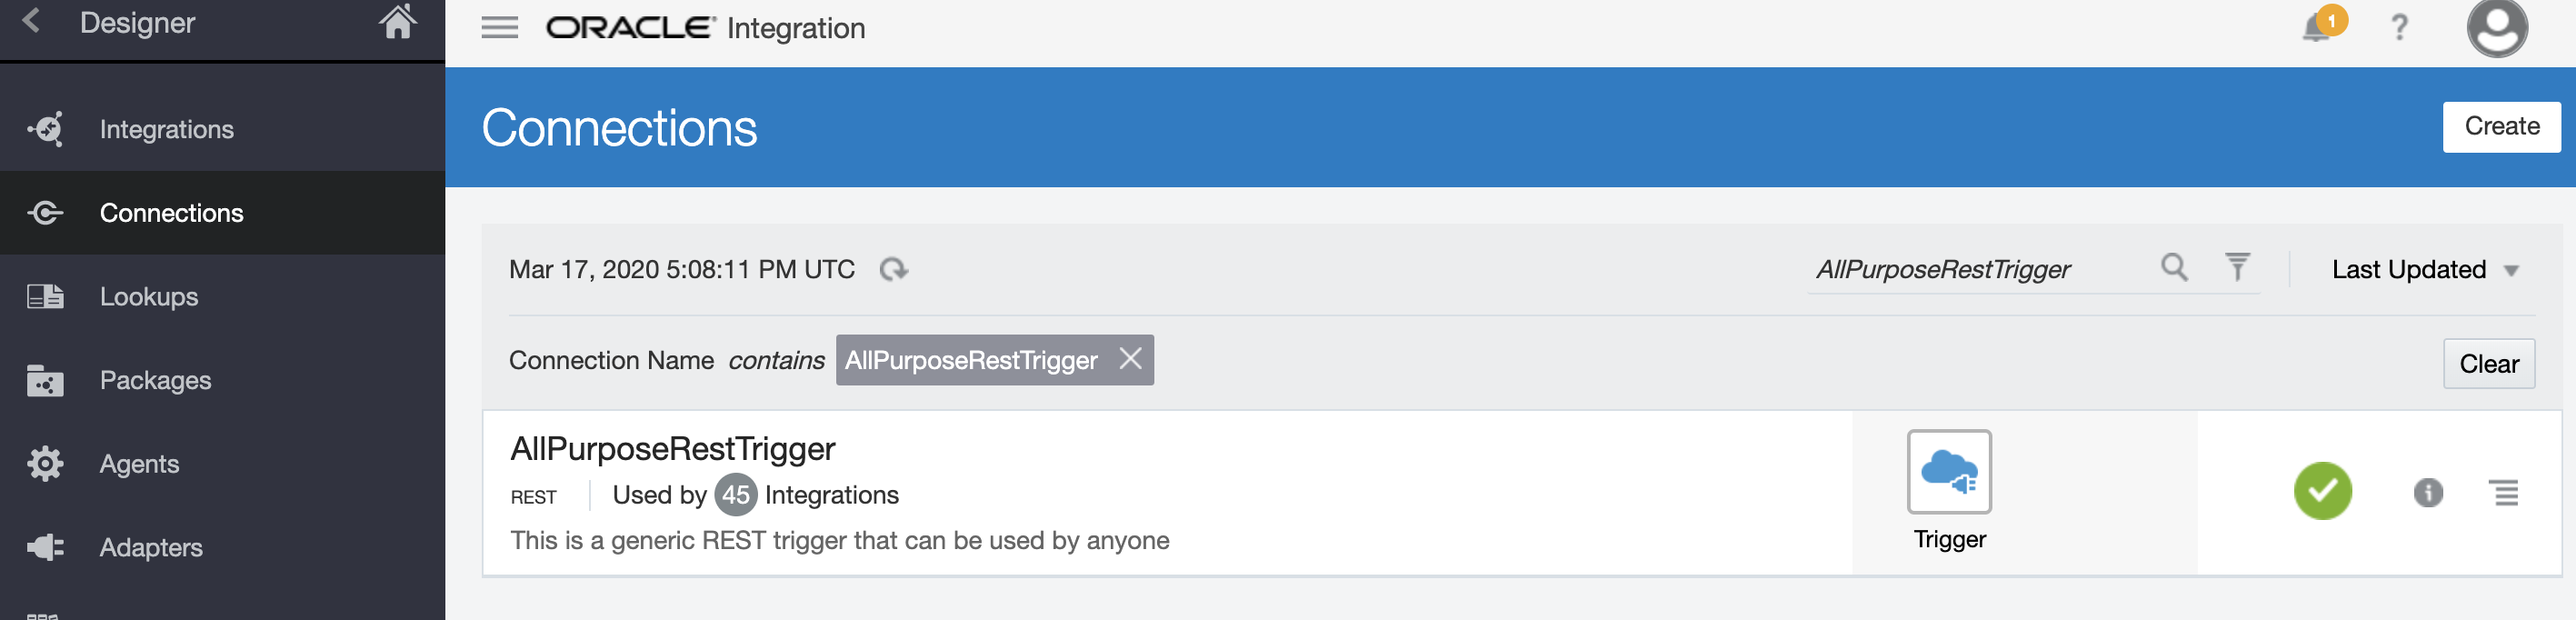 Designer
Integrations
Connections
Lookups
Packages
Agents
Adapters
ORACLE® Integration
1
?
Connections
Create
Mar 17, 2020 5:08:11 PM UTC
AllPurposeRestTrigger
Last Updated
Connection Name contains AllPurposeRestTrigger
Clear
AllPurposeRestTrigger
REST Used by 45 Integrations
This is a generic REST trigger that can be used by anyone
Trigger